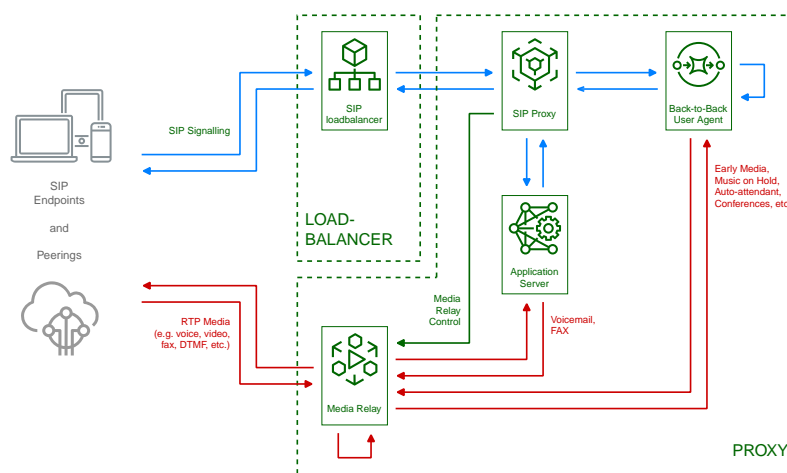 SIP
loadbalancer
SIP Proxy
Back-to-Back
User Agent
SIP Signalling
SIP
Endpoints
and
Peerings
Early Media,
Music on Hold,
Auto-attendant,
Conferences, etc
LOAD-
BALANCER
Application
Server
Media
Relay
Control
RTP Media
(e.g. voice, video,
fax, DTMF, etc.)
Voicemail,
FAX
Media Relay
PROXY